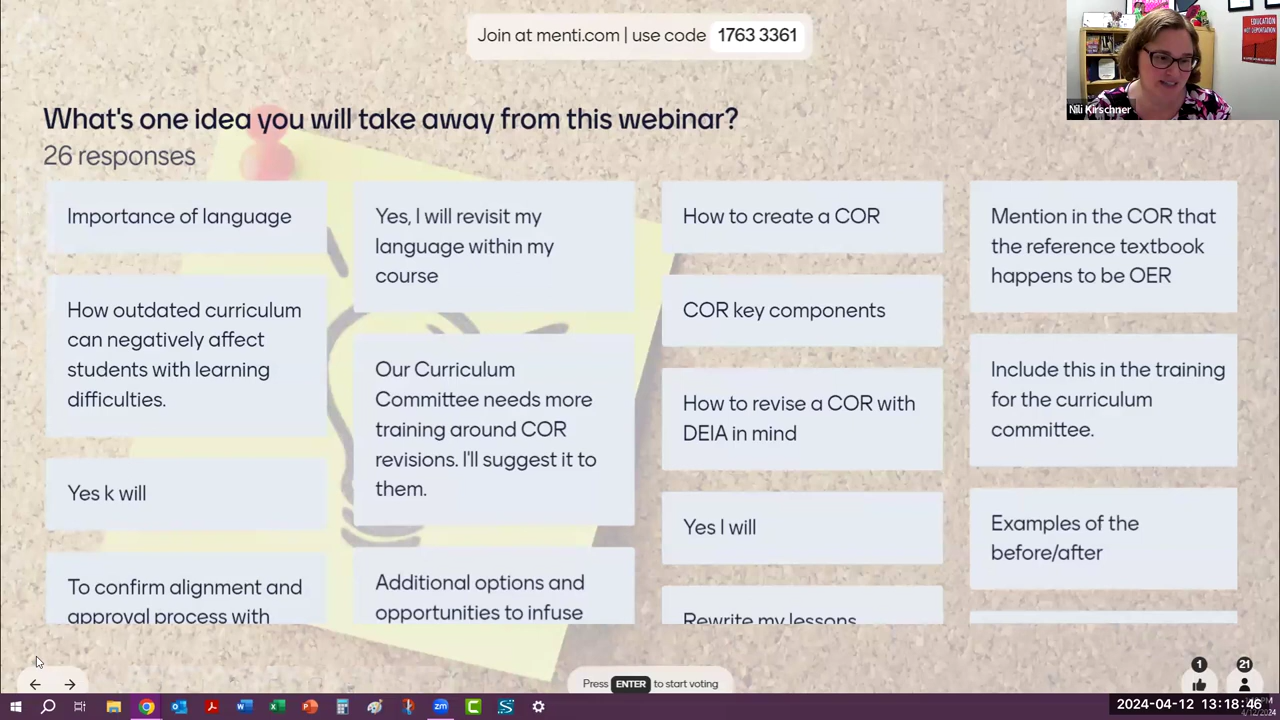 Join at menti.com | use code 1763 3361
EDUCATION
NOT DEPORTATION
Nili Kirschner
What's one idea you will take away from this webinar?
26 responses
Importance of language
How outdated curriculum
can negatively affect
students with learning
difficulties.
Yes k will
To confirm alignment and
approval process with
Yes, I will revisit my
language within my
course
Our Curriculum
Committee needs more
training around COR
revisions. I'll suggest it to
them.
Additional options and
opportunities to infuse
How to create a COR
COR key components
How to revise a COR with
DEIA in mind
Yes I will
Rewrite my lessons
Mention in the COR that
the reference textbook
happens to be OER
Include this in the training
for the curriculum
committee.
Examples of the
before/after
Press ENTER to start voting
1
21
2024-04-12 13:18:46